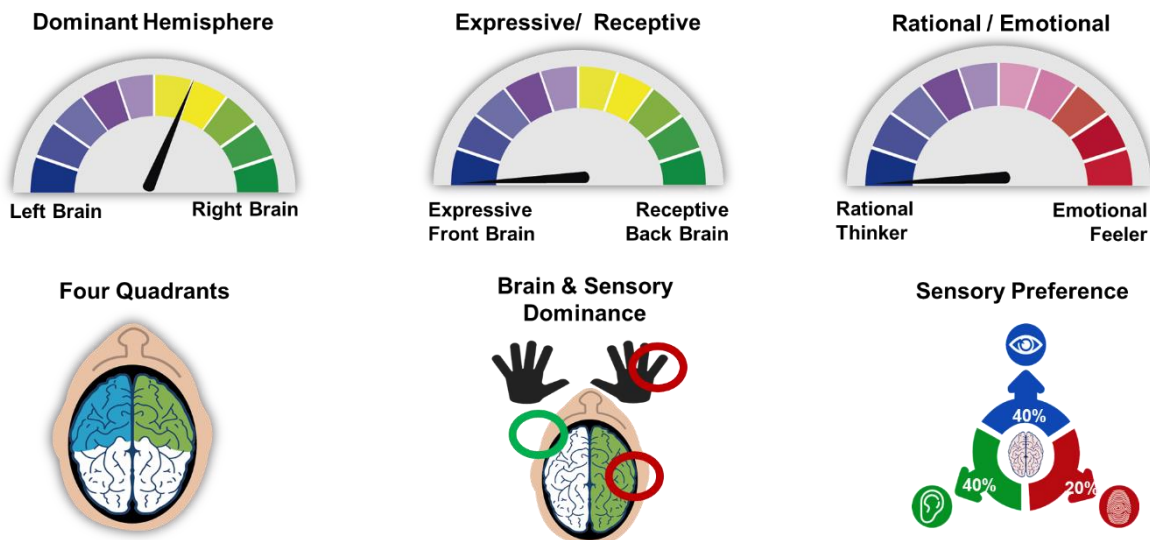 Dominant Hemisphere
Expressive/ Receptive
Rational / Emotional
Left Brain
Right Brain
Expressive
Front Brain
Receptive
Back Brain
Rational
Thinker
Emotional
Feeler
Four Quadrants
Brain & Sensory
Dominance
Sensory Preference
40%
40%
20%